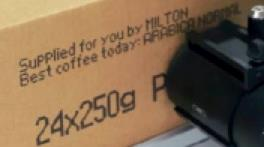 Supplied for you by MILTON
Best coffee today: ARABICA NORMAL
24x250g P